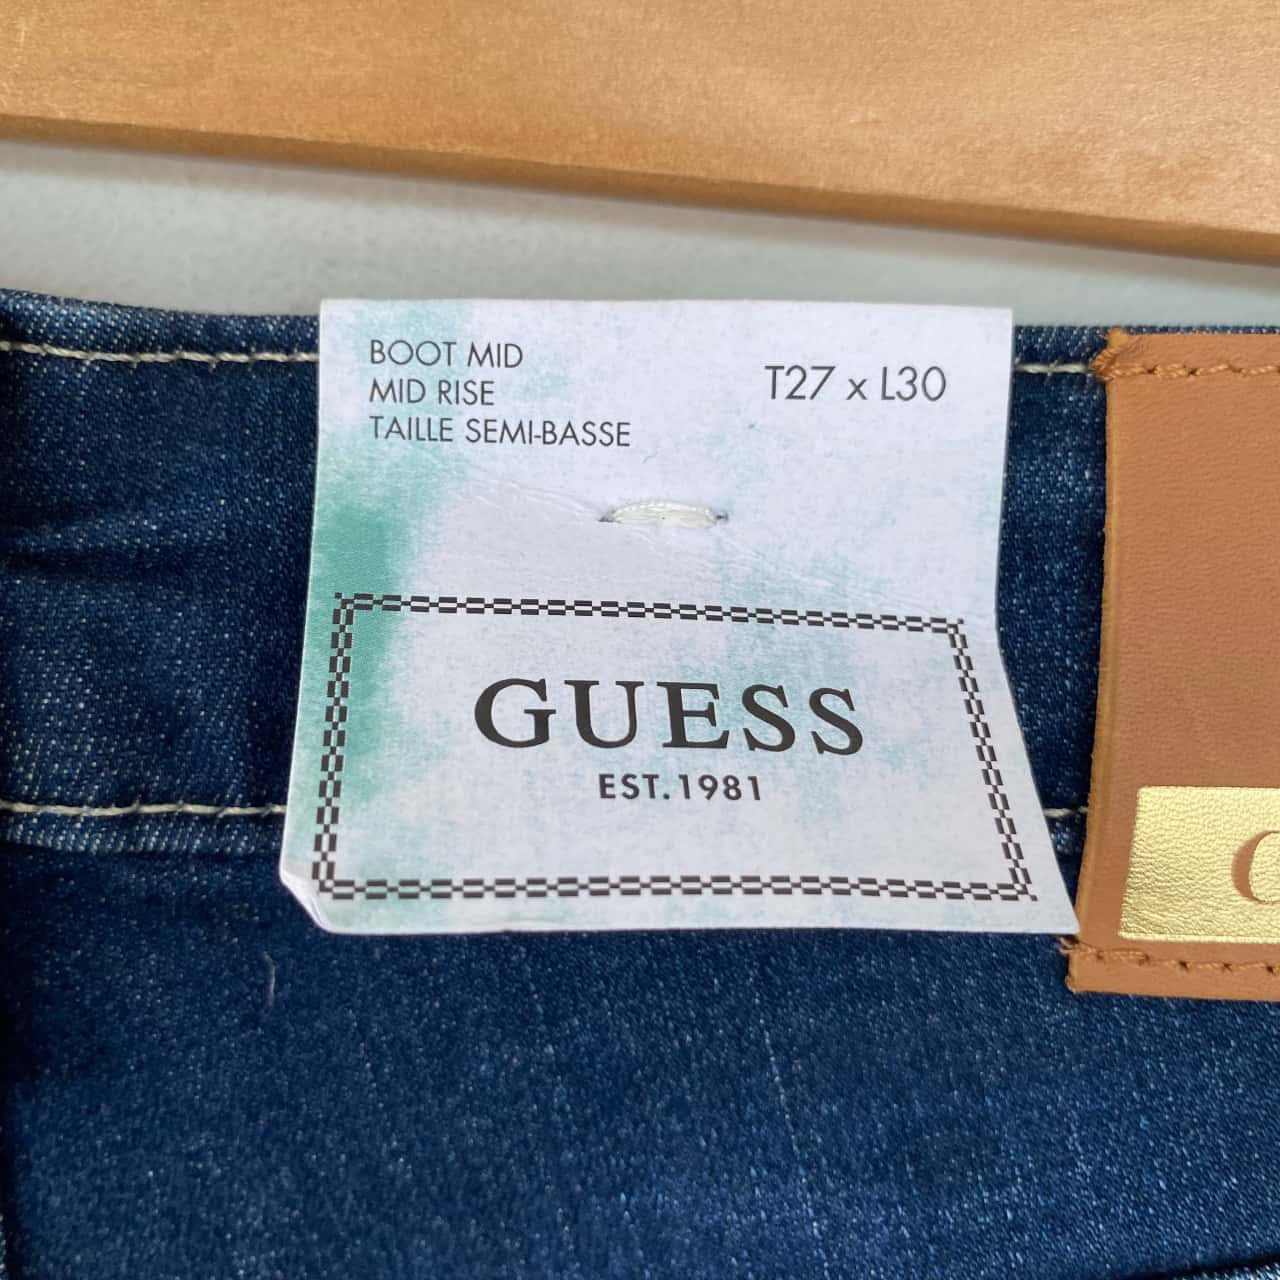 BOOT MID
MID RISE
TAILLE SEMI-BASSE
T27 x L30
GUESS
EST. 1981